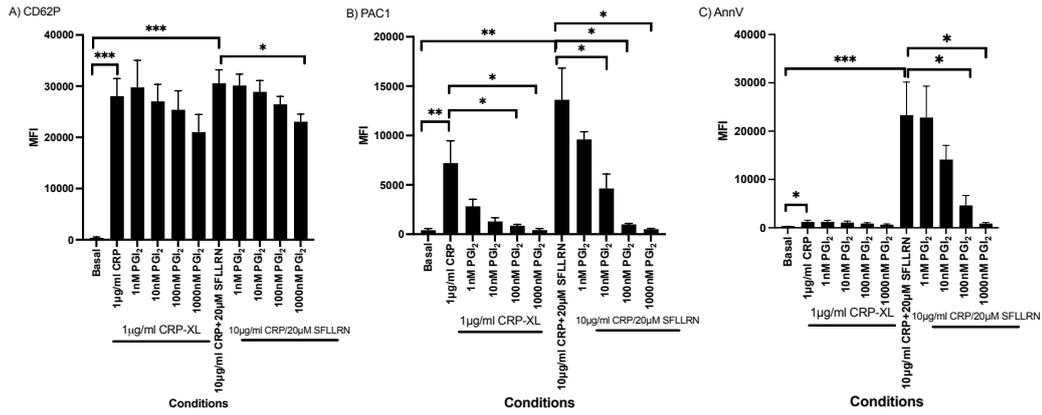 A) CD62P
***
***
*
40000
30000
20000
10000
0
MFI
Basal
1µg/ml CRP
1nM PGI2
10nM PGI2
100nM PGI2
1000nM PGI2
10µg/ml CRP+20µM SFLLRN
1nM PGI2
10nM PGI2
100nM PGI2
1000nM PGI2
1µg/ml CRP-XL
10µg/ml CRP/20µM SFLLRN
Conditions
B) PAC1
*
**
*
*
*
*
**
20000
15000
10000
5000
0
MFI
Basal
1µg/ml CRP
1nM PGI2
10nM PGI2
100nM PGI2
1000nM PGI2
10µg/ml CRP+20µM SFLLRN
1nM PGI2
10nM PGI2
100nM PGI2
1000nM PGI2
1µg/ml CRP-XL
10µg/ml CRP/20µM SFLLRN
Conditions
C) AnnV
*
***
*
*
40000
30000
20000
10000
0
MFI
Basal
1µg/ml CRP
1nM PGI2
10nM PGI2
100nM PGI2
1000nM PGI2
10µg/ml CRP+20µM SFLLRN
1nM PGI2
10nM PGI2
100nM PGI2
1000nM PGI2
1µg/ml CRP-XL
10µg/ml CRP/20µM SFLLRN
Conditions